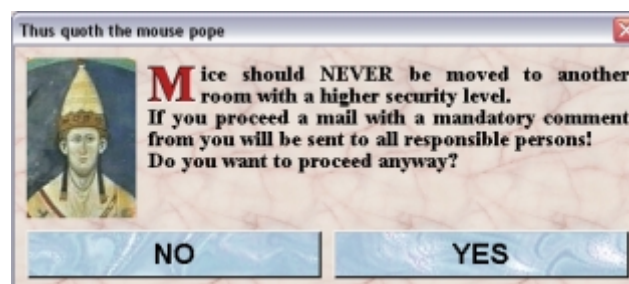 Thus quoth the mouse pope
Mice should NEVER be moved to another
room with a higher security level.
If you proceed a mail with a mandatory comment
from you will be sent to all responsible persons!
Do you want to proceed anyway?
NO
YES